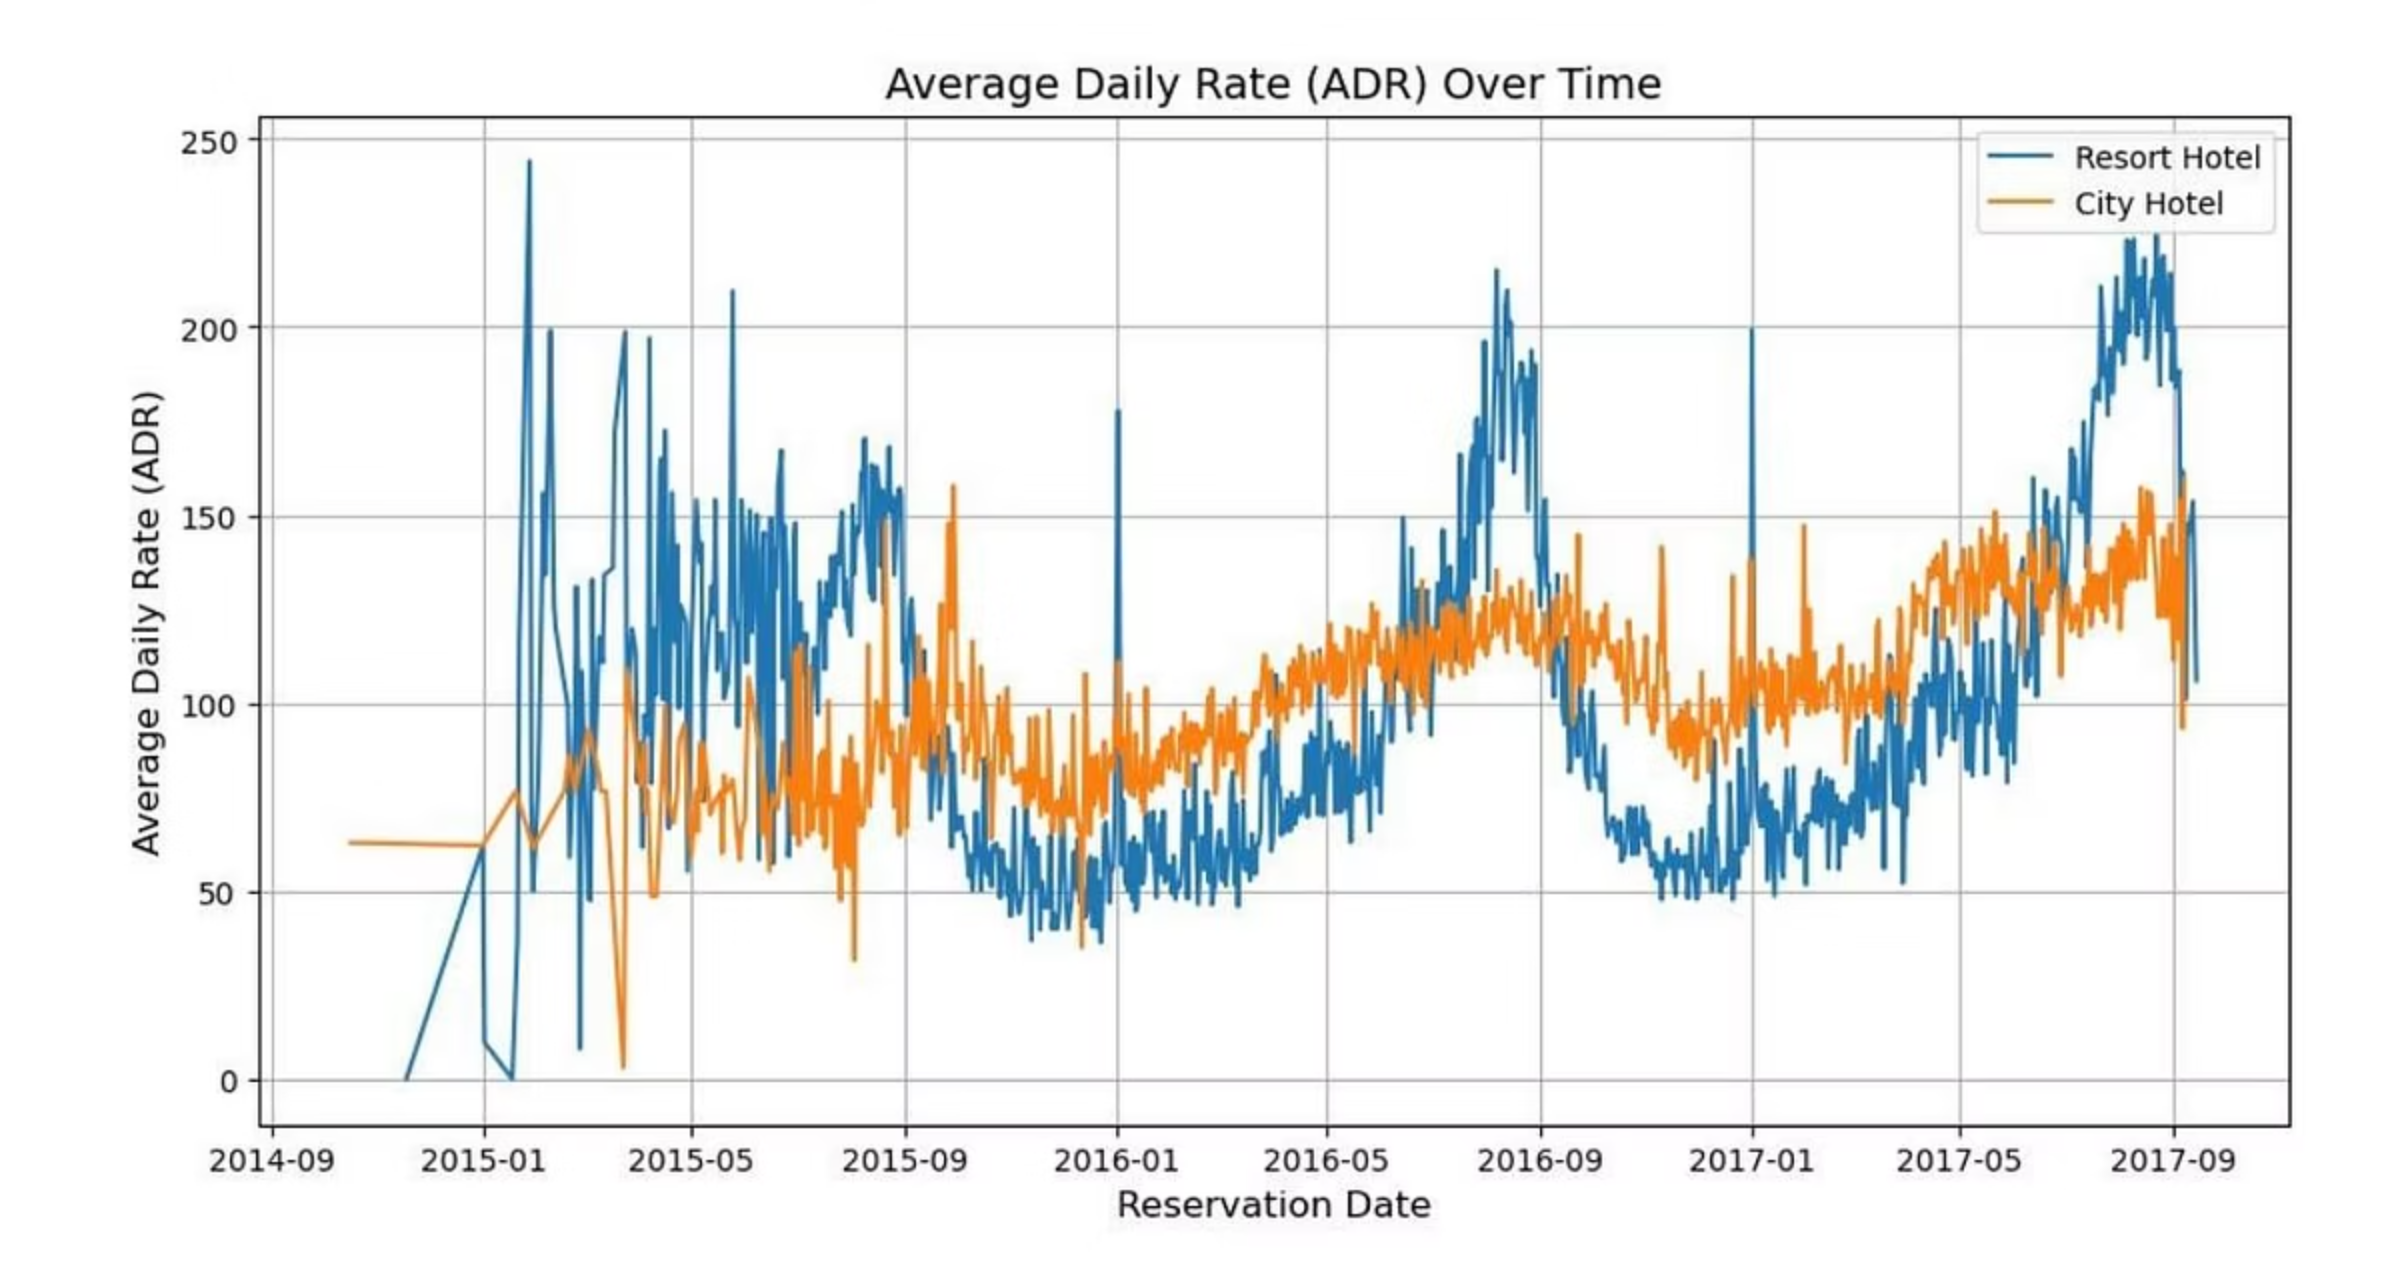 Average Daily Rate (ADR) Over Time
Resort Hotel
City Hotel
Average Daily Rate (ADR)
250
200
150
100
50
0
2014-09 2015-01 2015-05 2015-09 2016-01 2016-05 2016-09 2017-01 2017-05 2017-09
Reservation Date